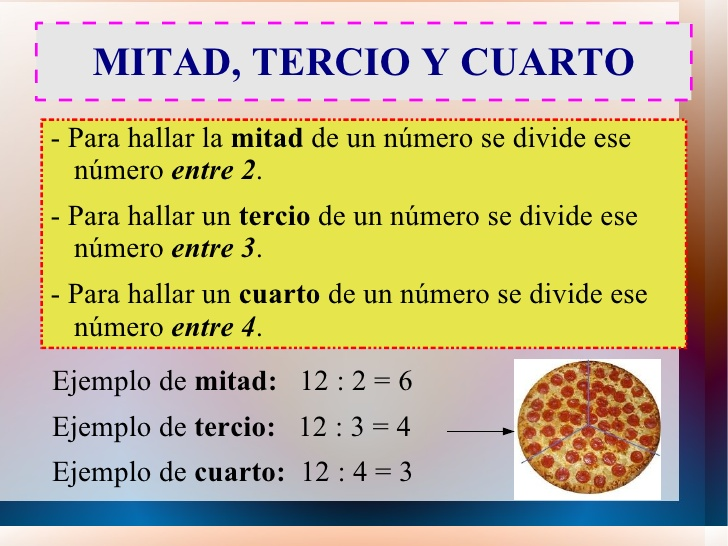 MITAD, TERCIO Y CUARTO
- Para hallar la mitad de un número se divide ese
número entre 2.
- Para hallar un tercio de un número se divide ese
número entre 3.
- Para hallar un cuarto de un número se divide ese
número entre 4.
Ejemplo de mitad: 12 : 2 = 6
Ejemplo de tercio: 12 : 3 = 4
Ejemplo de cuarto: 12 : 4 = 3